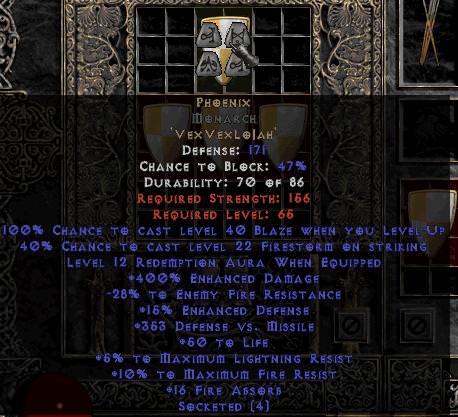 Phoenix
Monarch
'VexVexLoJah'
Defense: 171
Chance to Block: 47%
Durability: 70 of 86
Required Strength: 156
Required Level: 65
100% Chance to cast level 40 Blaze when you Level-Up
40% Chance to cast level 22 Firestorm on striking
Level 12 Redemption Aura When Equipped
+400% Enhanced Damage
-28% to Enemy Fire Resistance
+15% Enhanced Defense
+353 Defense vs. Missile
+50 to Life
+5% to Maximum Lightning Resist
+10% to Maximum Fire Resist
+16 Fire Absorb
Socketed (4)